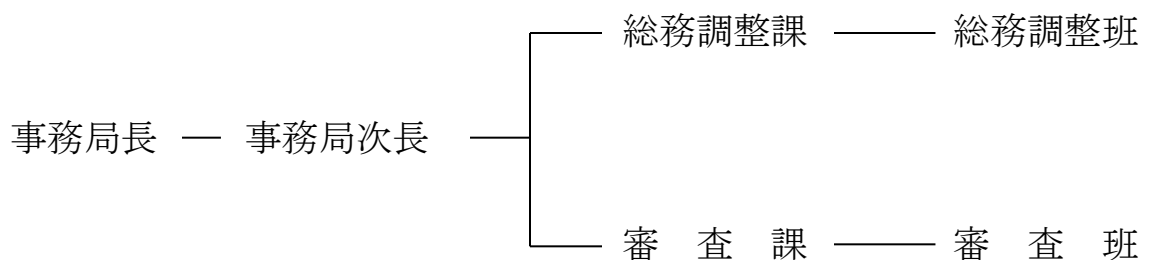 総務調整課 総務調整班
事務局長 事務局次長
審 査 課 審 査 班